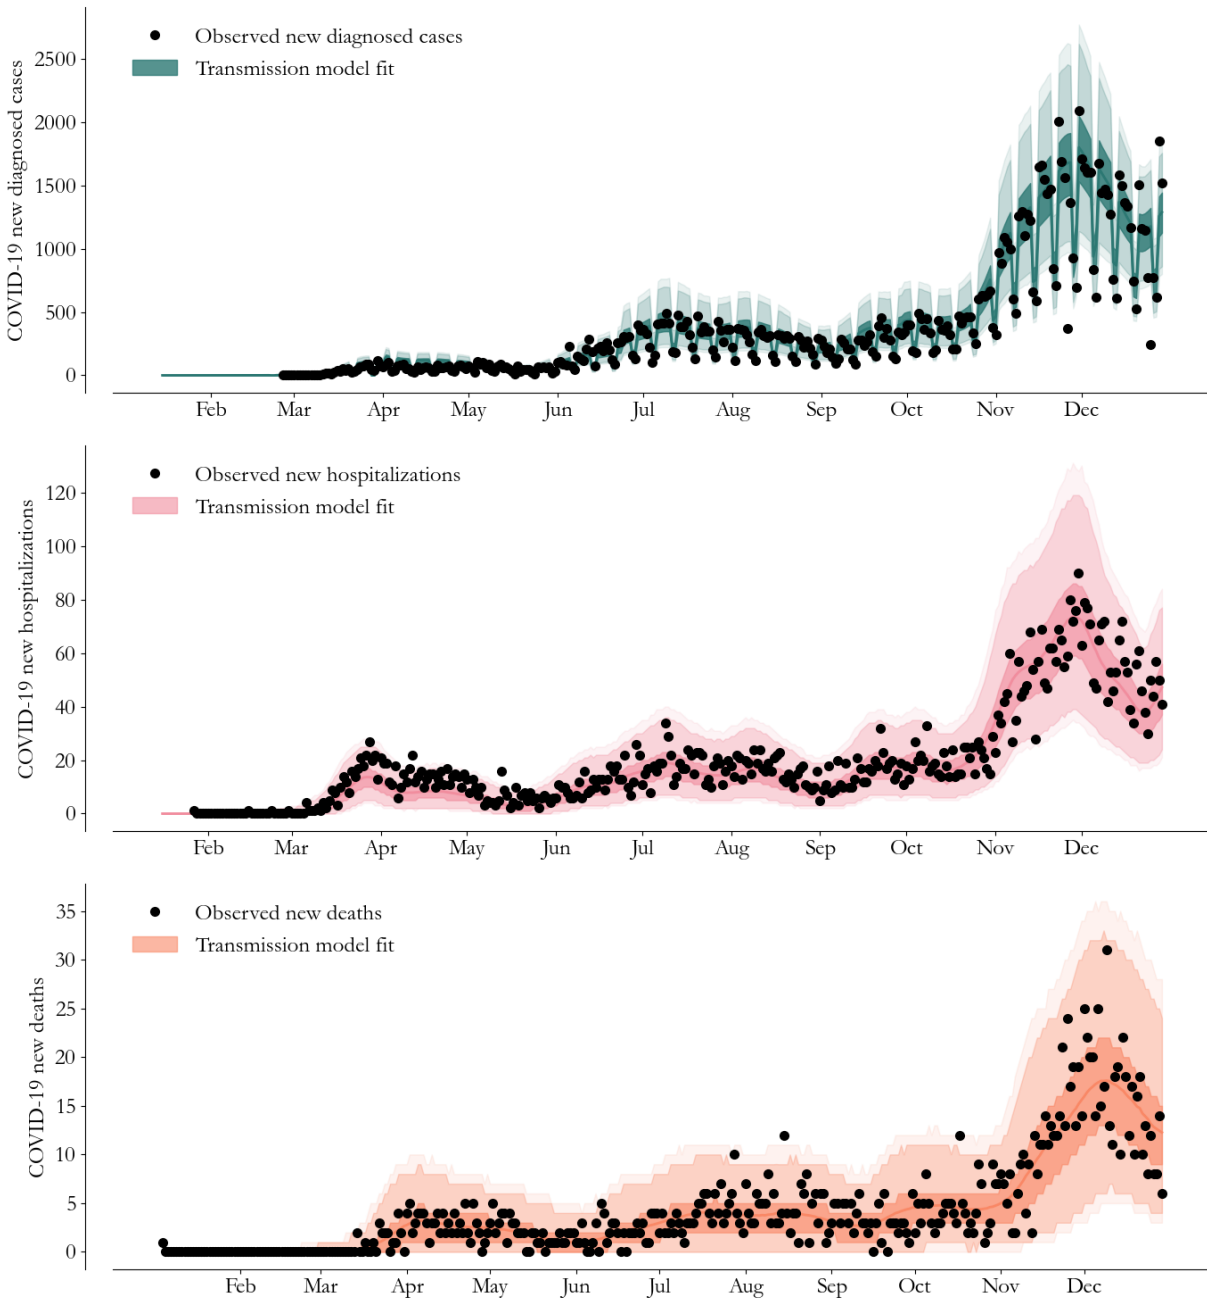 COVID-19 new diagnosed cases
2500
2000
1500
1000
500
0
Observed new diagnosed cases
Transmission model fit
Feb Mar Apr May Jun Jul Aug Sep Oct Nov Dec
COVID-19 new hospitalizations
120
100
80
60
40
20
0
Observed new hospitalizations
Transmission model fit
Feb Mar Apr May Jun Jul Aug Sep Oct Nov Dec
COVID-19 new deaths
35
30
25
20
15
10
5
0
Observed new deaths
Transmission model fit
Feb Mar Apr May Jun Jul Aug Sep Oct Nov Dec